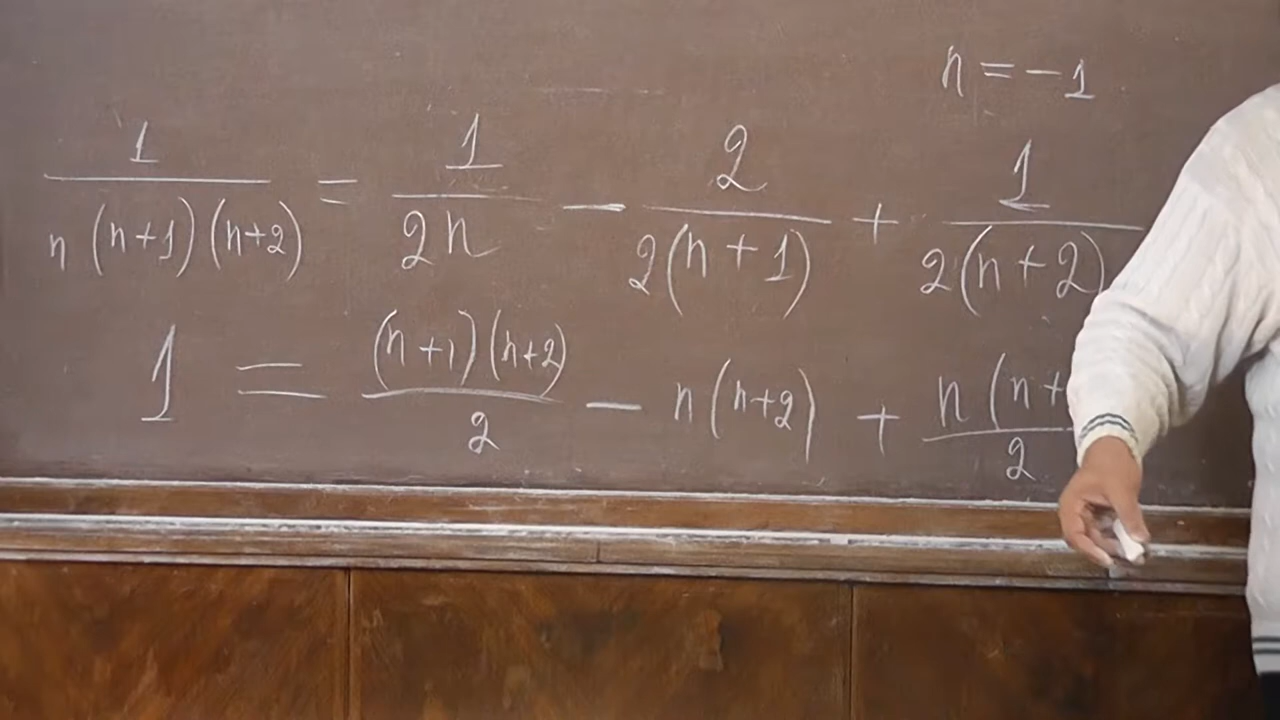 n = -1
1/(n(n+1)(n+2)) = 1/(2n) - 2/(2(n+1)) + 1/(2(n+2))
1 = (n+1)(n+2)/2 - n(n+2) + n(n+ /2